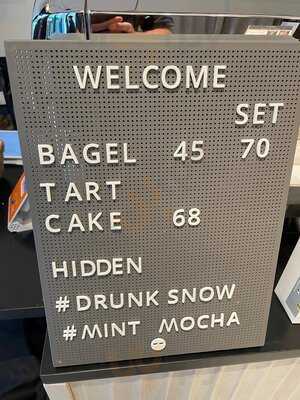 WELCOME
SET
BAGEL 45 70
TART
CAKE 68
HIDDEN
#DRUNK SNOW
#MINT MOCHA